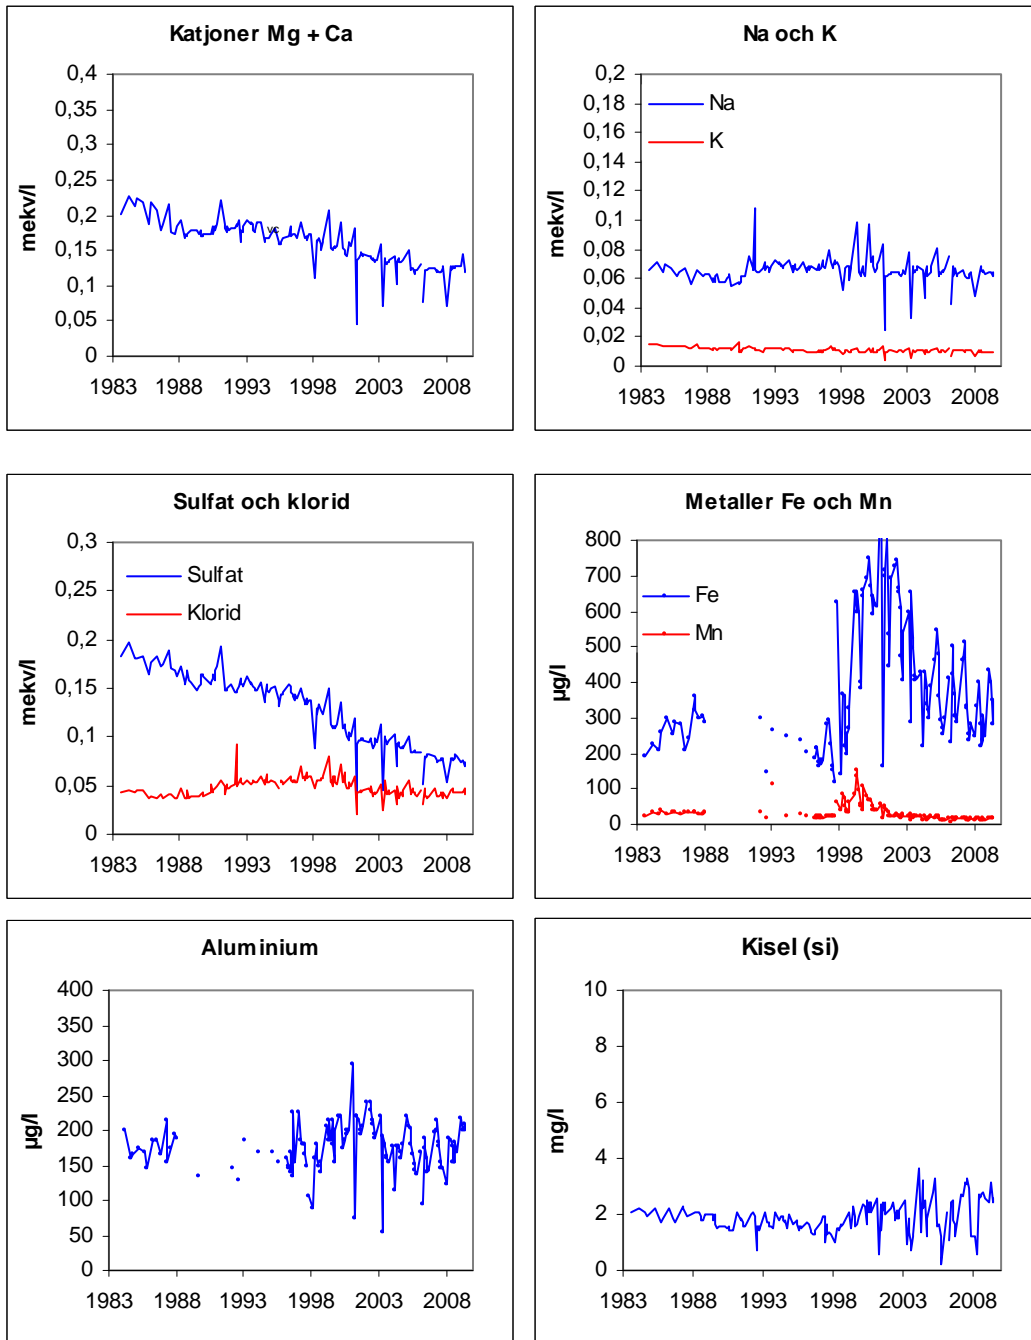 Katjoner Mg + Ca
0,4
0,35
0,3
0,25
0,2
0,15
0,1
0,05
0
mekv/l
1983 1988 1993 1998 2003 2008
Na och K
0,2
0,18
0,16
0,14
0,12
0,1
0,08
0,06
0,04
0,02
0
mekv/l
Na
K
1983 1988 1993 1998 2003 2008
Sulfat och klorid
0,3
0,25
0,2
0,15
0,1
0,05
0
mekv/l
Sulfat
Klorid
1983 1988 1993 1998 2003 2008
Metaller Fe och Mn
800
700
600
500
400
300
200
100
0
µg/l
Fe
Mn
1983 1988 1993 1998 2003 2008
Aluminium
400
350
300
250
200
150
100
50
0
µg/l
1983 1988 1993 1998 2003 2008
Kisel (si)
10
8
6
4
2
0
mg/l
1983 1988 1993 1998 2003 2008